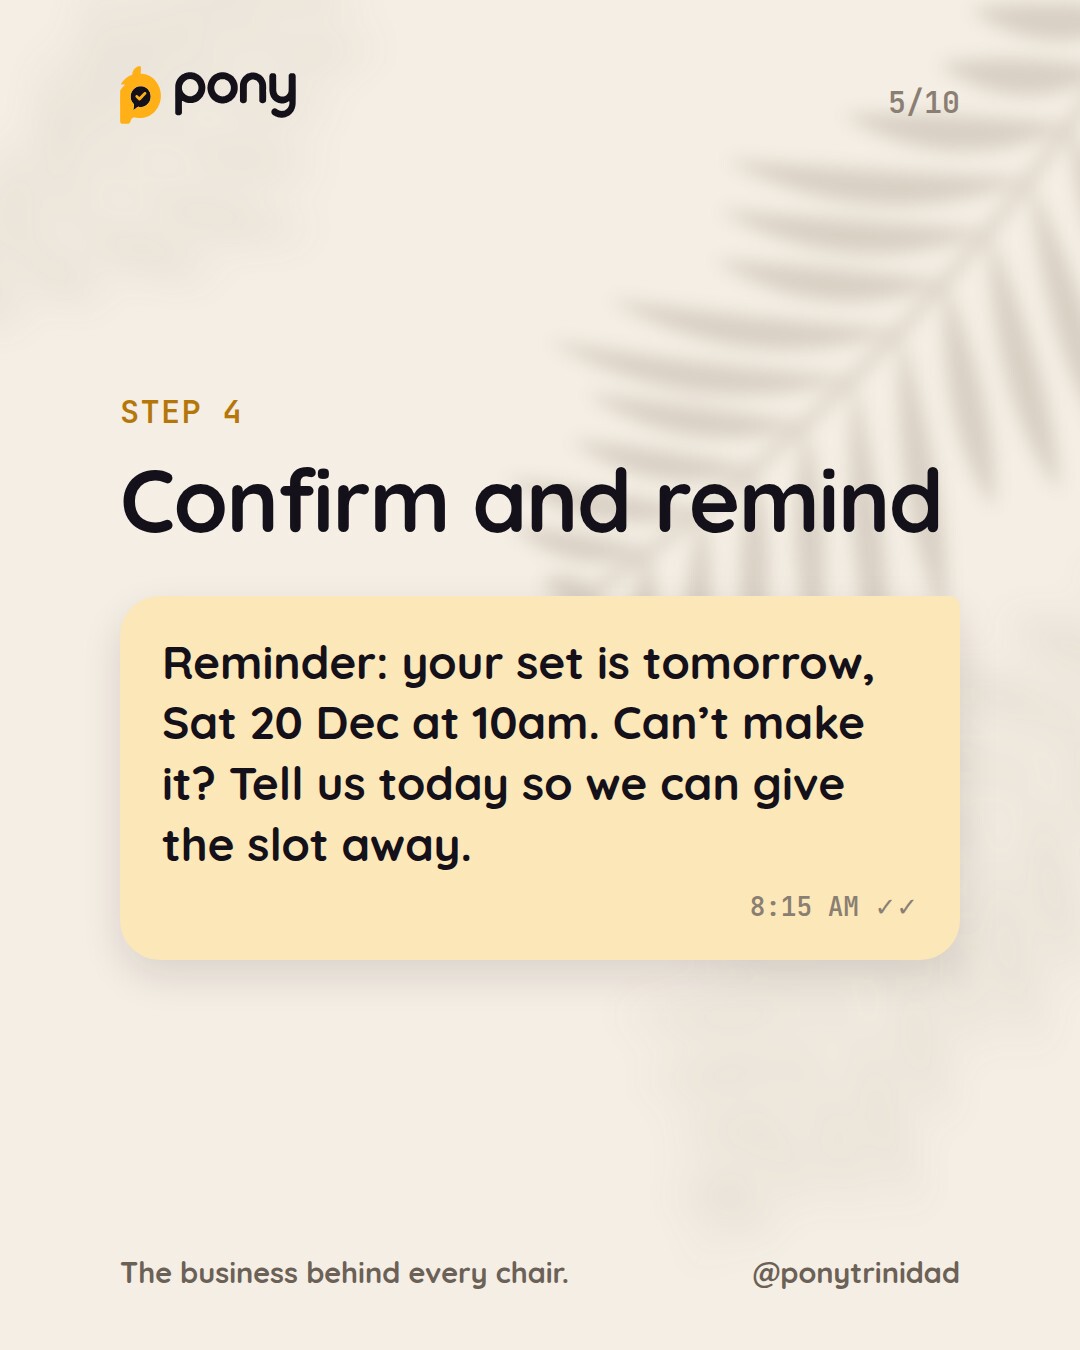 pony
5/10
STEP 4
Confirm and remind
Reminder: your set is tomorrow,
Sat 20 Dec at 10am. Can’t make
it? Tell us today so we can give
the slot away.
8:15 AM ✓✓
The business behind every chair.
@ponytrinidad